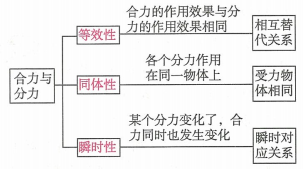 合力的作用效果与分
力的作用效果相同
等效性
相互替
代关系
各个分力作用
在同一物体上
合力与
分力
同体性
受力物
体相同
某个分力变化了，合
力同时也发生变化
瞬时性
瞬时对
应关系